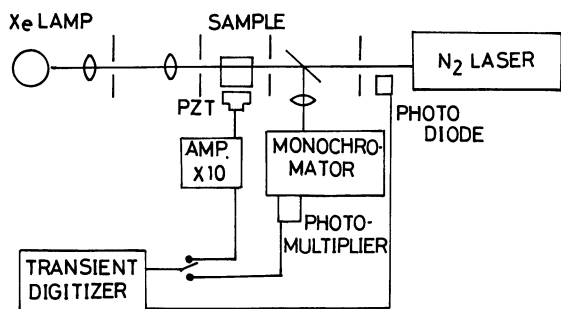 Xe LAMP
SAMPLE
N2 LASER
PZT
PHOTO
DIODE
AMP.
X10
MONOCHRO-
MATOR
PHOTO-
MULTIPLIER
TRANSIENT
DIGITIZER